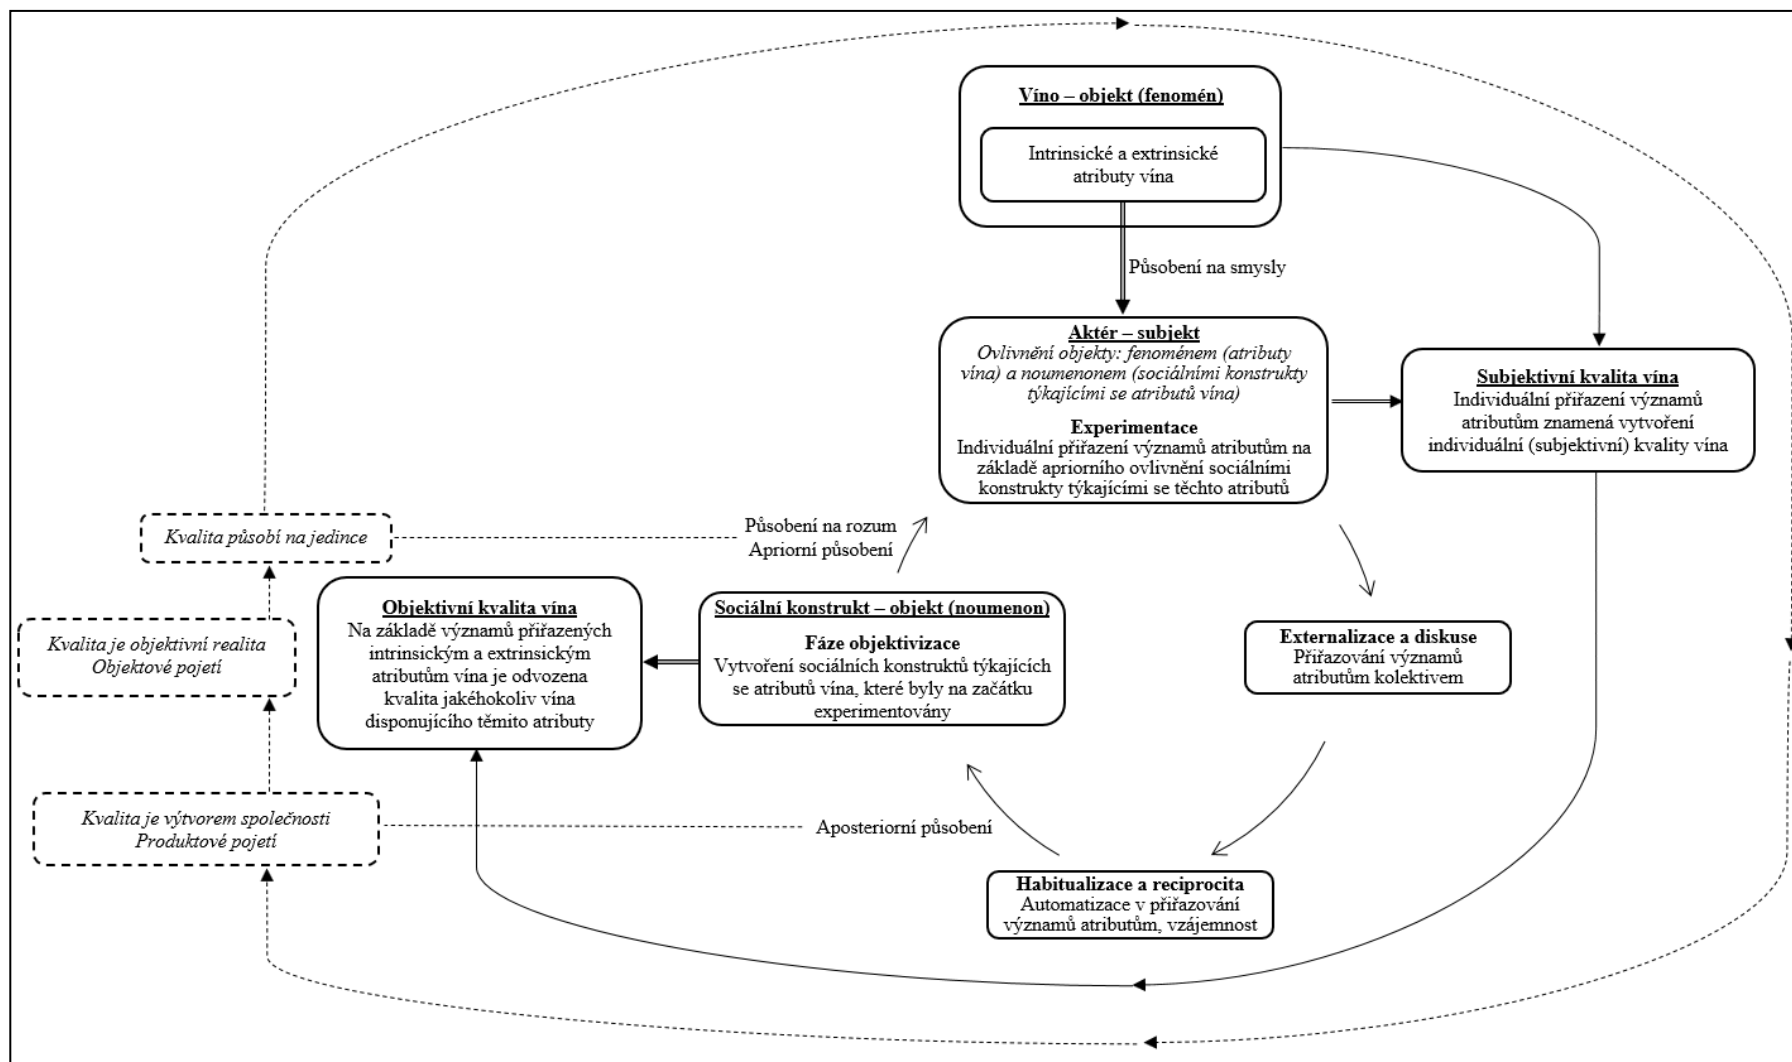 Víno – objekt (fenomén)
Intrinsické a extrinsické
atributy vína
Působení na smysly
Aktér – subjekt
Ovlivnění objekty: fenoménem (atributy
vína) a noumenonem (sociálními konstrukty
týkajícími se atributů vína)
Experimentace
Individuální přiřazení významů atributům na
základě apriorního ovlivnění sociálními
konstrukty týkajícími se těchto atributů
Subjektivní kvalita vína
Individuální přiřazení významů
atributům znamená vytvoření
individuální (subjektivní) kvality vína
Kvalita působí na jedince
Působení na rozum
Apriorní působení
Objektivní kvalita vína
Na základě významů přiřazených
intrinsickým a extrinsickým
atributům vína je odvozena
kvalita jakéhokoliv vína
disponujícího těmito atributy
Sociální konstrukt – objekt (noumenon)
Fáze objektivizace
Vytvoření sociálních konstruktů týkajících
se atributů vína, které byly na začátku
experimentovány
Kvalita je objektivní realita
Objektové pojetí
Externalizace a diskuse
Přiřazování významů
atributům kolektivem
Kvalita je výtvorem společnosti
Produktové pojetí
Aposteriorní působení
Habitualizace a reciprocita
Automatizace v přiřazování
významů atributům, vzájemnost